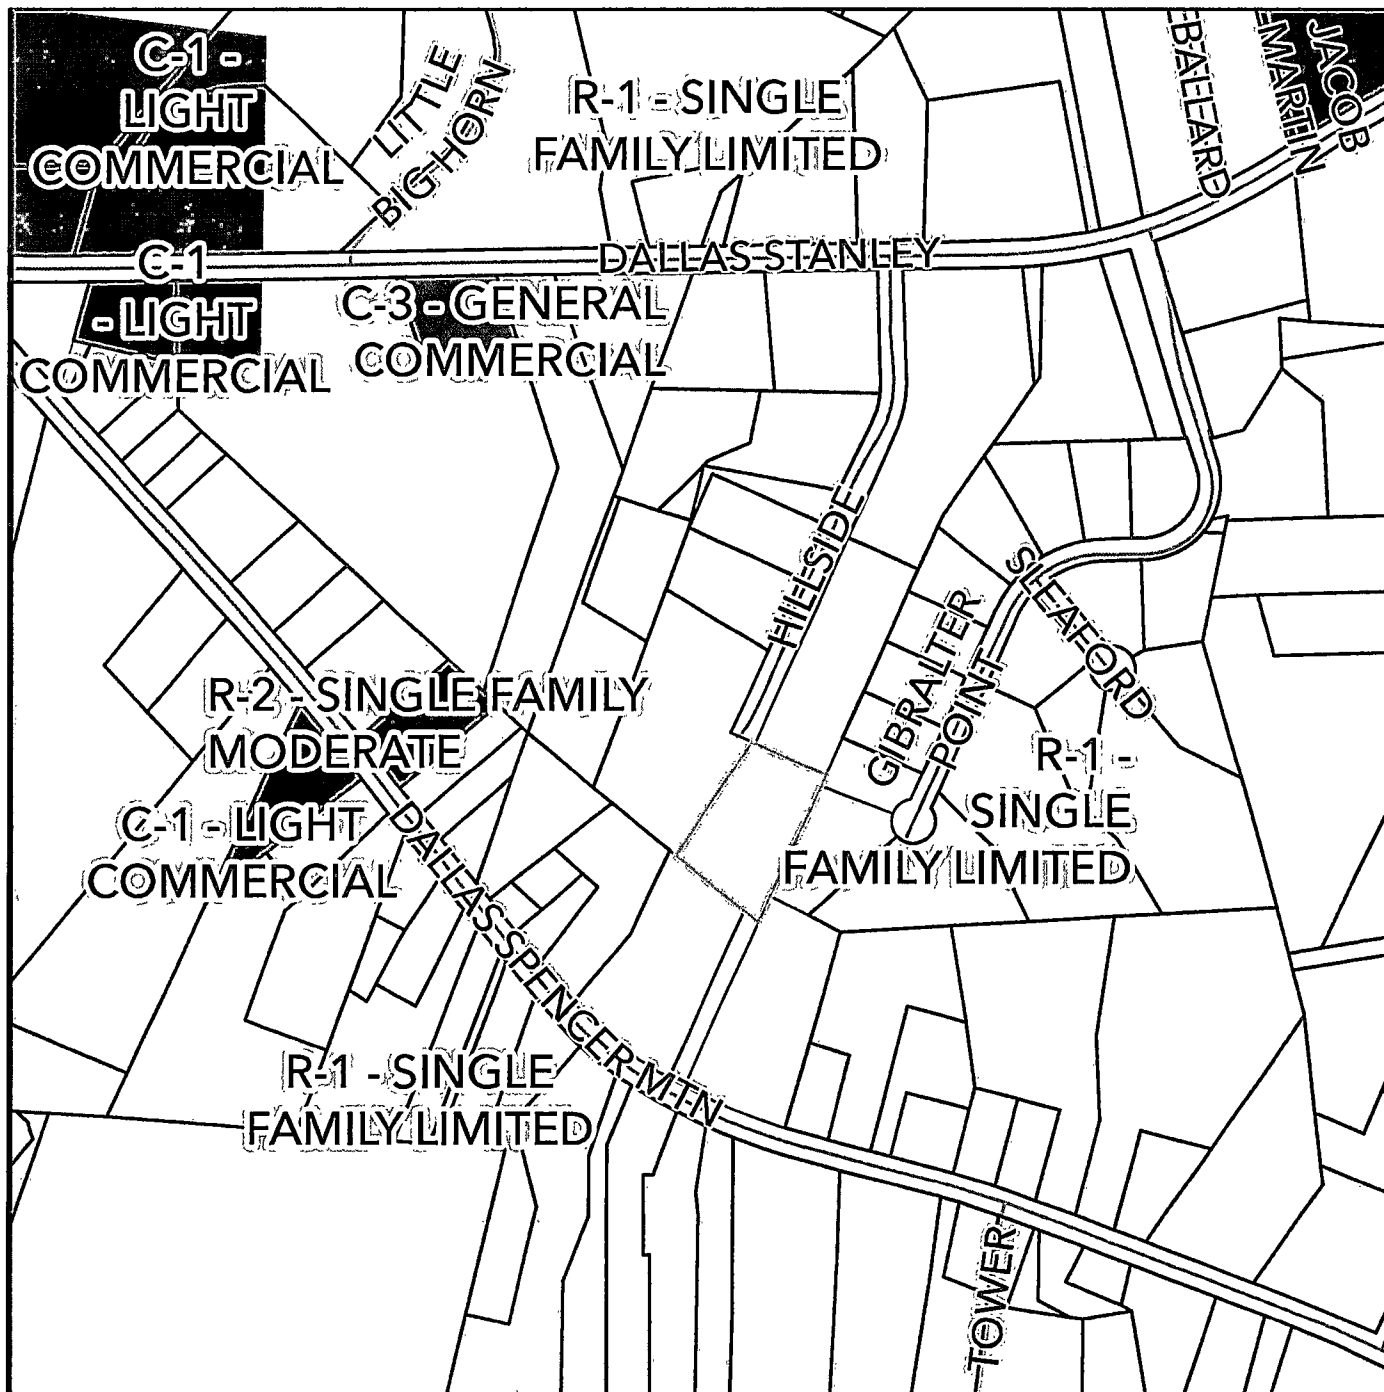 C-1 -
LIGHT
COMMERCIAL
LITTLE
BIG HORN
R-1 - SINGLE
FAMILY LIMITED
BALLARD
MARTIN
JACOB
DALLAS STANLEY
C-1
- LIGHT
COMMERCIAL
C-3 - GENERAL
COMMERCIAL
HILLSIDE
SLEAFORD
GIBRALTER
POINT
R-2 - SINGLE FAMILY
MODERATE
C-1 - LIGHT
COMMERCIAL
R-1 -
SINGLE
FAMILY LIMITED
DALLAS SPENCER MTN
R-1 - SINGLE
FAMILY LIMITED
TOWER